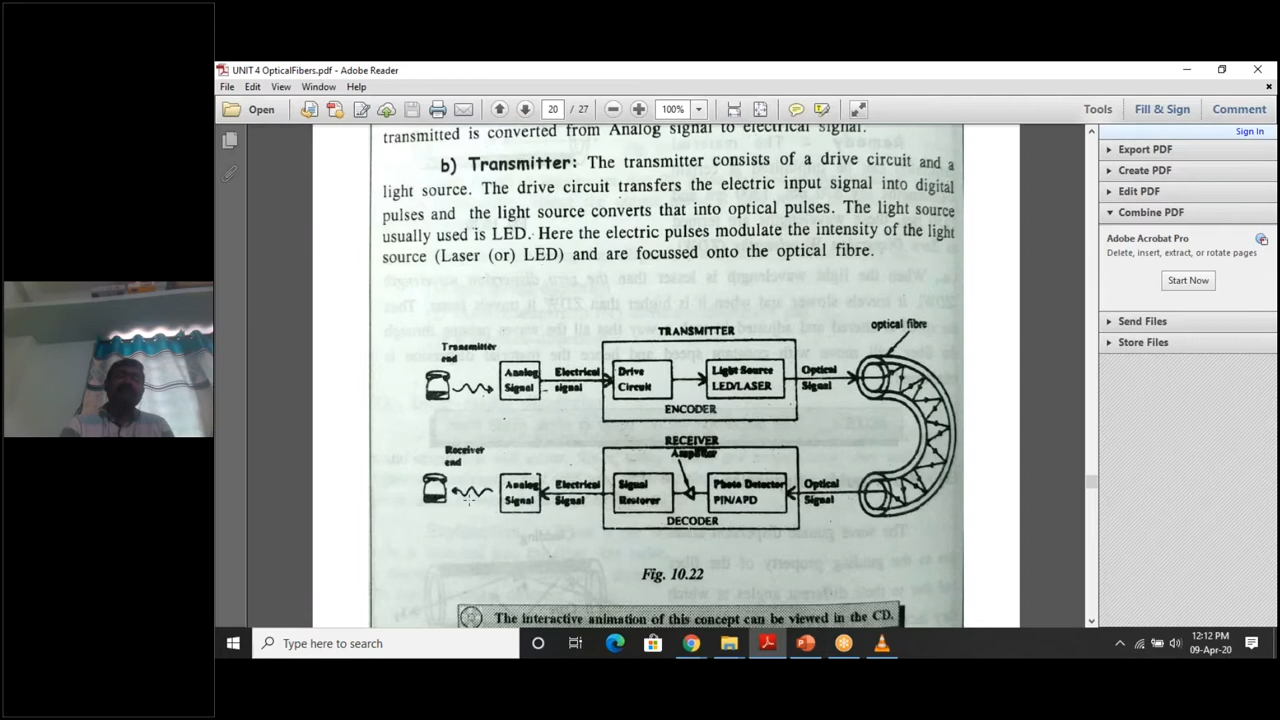 UNIT 4 OpticalFibers.pdf - Adobe Reader
File Edit View Window Help
Open 20 / 27 100% Tools Fill & Sign Comment
Sign In
transmitted is converted from Analog signal to electrical signal.
b) Transmitter: The transmitter consists of a drive circuit and a
light source. The drive circuit transfers the electric input signal into digital
pulses and the light source converts that into optical pulses. The light source
usually used is LED. Here the electric pulses modulate the intensity of the light
source (Laser (or) LED) and are focussed onto the optical fibre.
optical fibre
TRANSMITTER
Transmitter
end
Analog
Signal
Electrical
signal
Drive
Circuit
Light Source
LED/LASER
Optical
Signal
ENCODER
RECEIVER
Amplifier
Receiver
end
Analog
Signal
Electrical
Signal
Signal
Restorer
Photo Detector
PIN/APD
Optical
Signal
DECODER
Fig. 10.22
The interactive animation of this concept can be viewed in the CD.
Export PDF
Create PDF
Edit PDF
Combine PDF
Adobe Acrobat Pro
Delete, insert, extract, or rotate pages
Start Now
Send Files
Store Files
Type here to search
12:12 PM
09-Apr-20